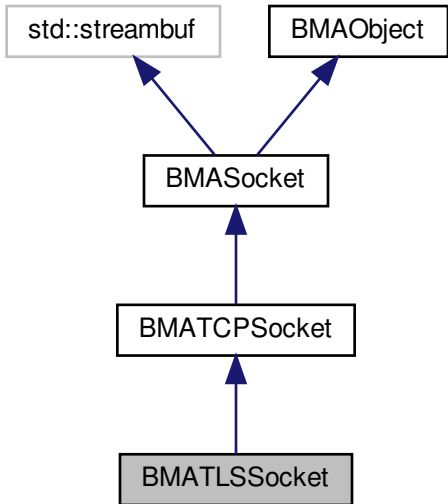 std::streambuf
BMAObject
BMASocket
BMATCPSocket
BMATLSSocket